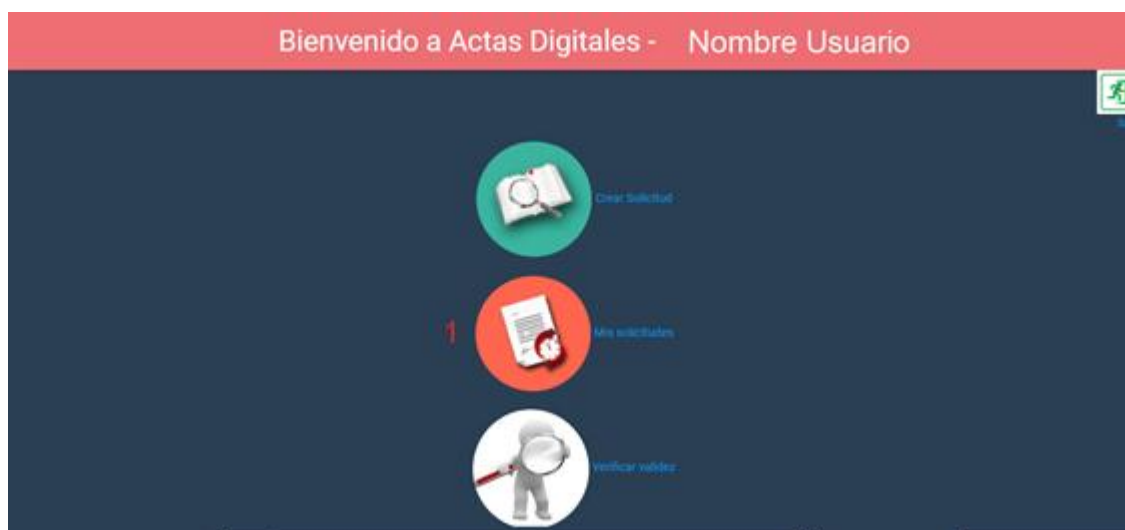 Bienvenido a Actas Digitales - Nombre Usuario
Crear Solicitud
1
Mis solicitudes
Verificar validez